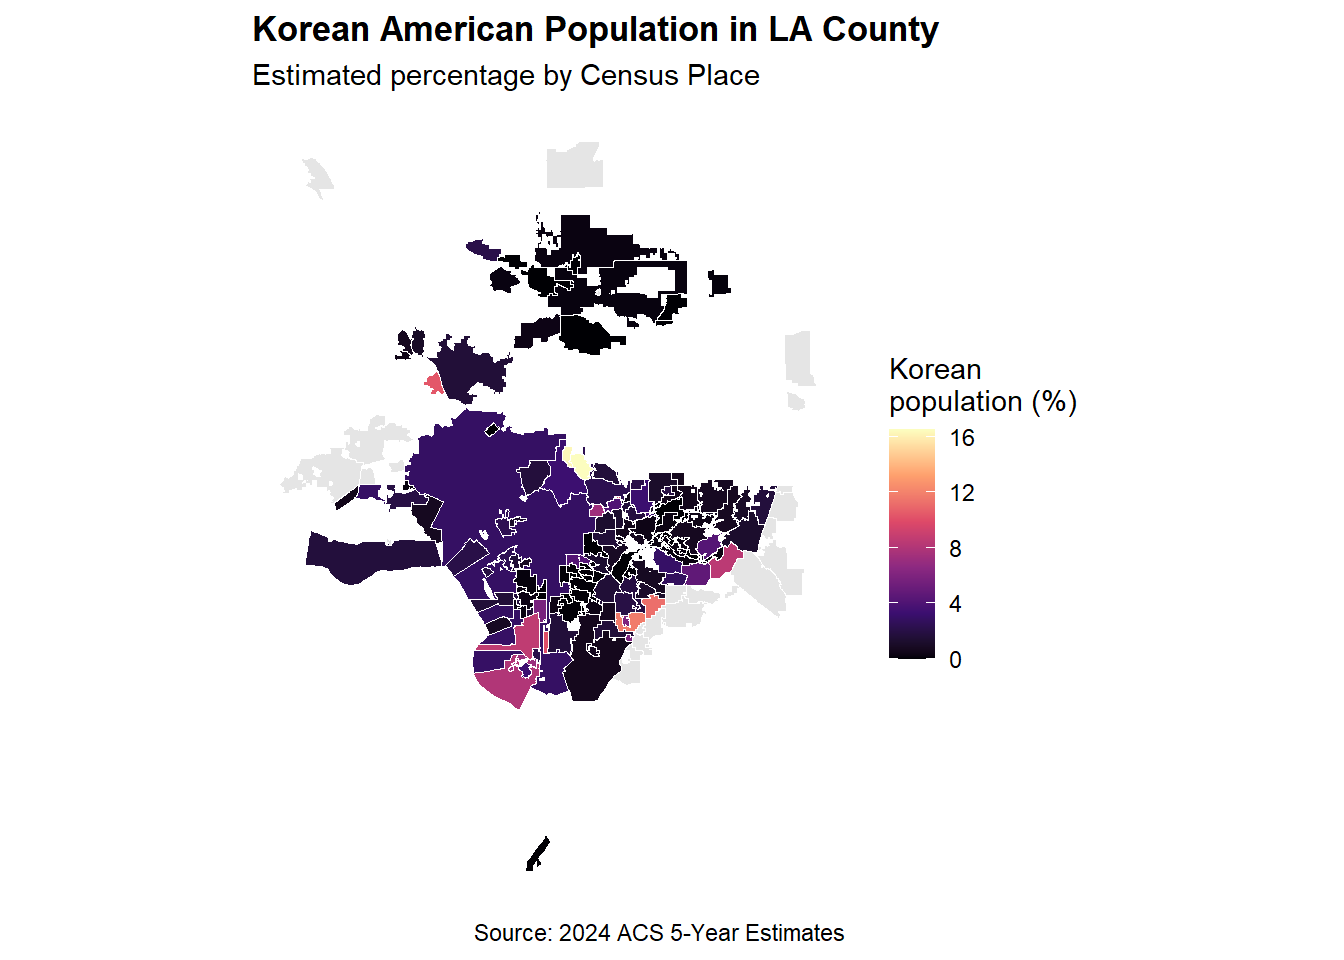 Korean American Population in LA County
Estimated percentage by Census Place
Korean
population (%)
16
12
8
4
0
Source: 2024 ACS 5-Year Estimates